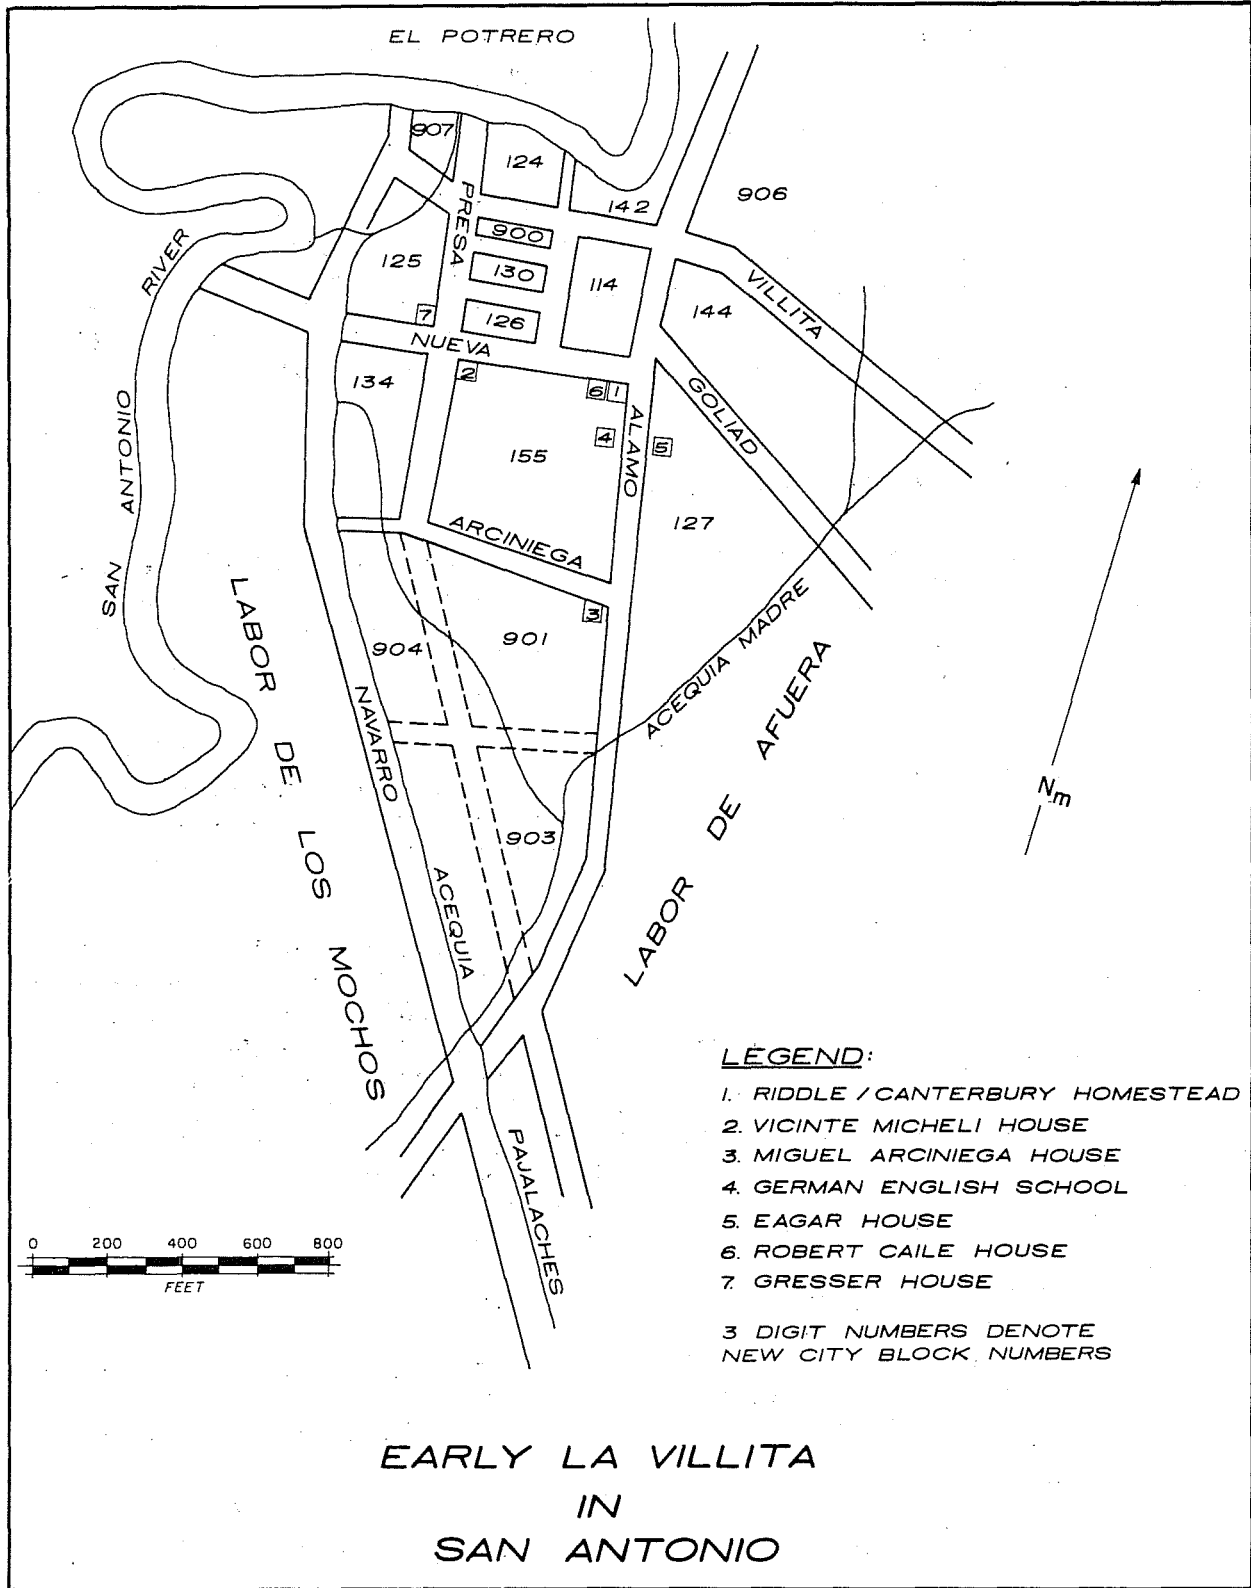 EL POTRERO
907
124
142
906
PRESA
900
125
130
114
VILLITA
RIVER
144
7
126
NUEVA
134
2
6
1
GOLIAD
ALAMO
4
5
155
SAN ANTONIO
127
ARCINIEGA
LABOR DE LOS MOCHOS
3
901
904
ACEQUIA MADRE
LABOR DE AFUERA
NAVARRO
Nm
903
ACEQUIA
PAJALACHES
LEGEND:
1. RIDDLE / CANTERBURY HOMESTEAD
2. VICINTE MICHELI HOUSE
3. MIGUEL ARCINIEGA HOUSE
4. GERMAN ENGLISH SCHOOL
5. EAGAR HOUSE
6. ROBERT CAILE HOUSE
7. GRESSER HOUSE
3 DIGIT NUMBERS DENOTE
NEW CITY BLOCK NUMBERS
0 200 400 600 800
FEET
EARLY LA VILLITA
IN
SAN ANTONIO